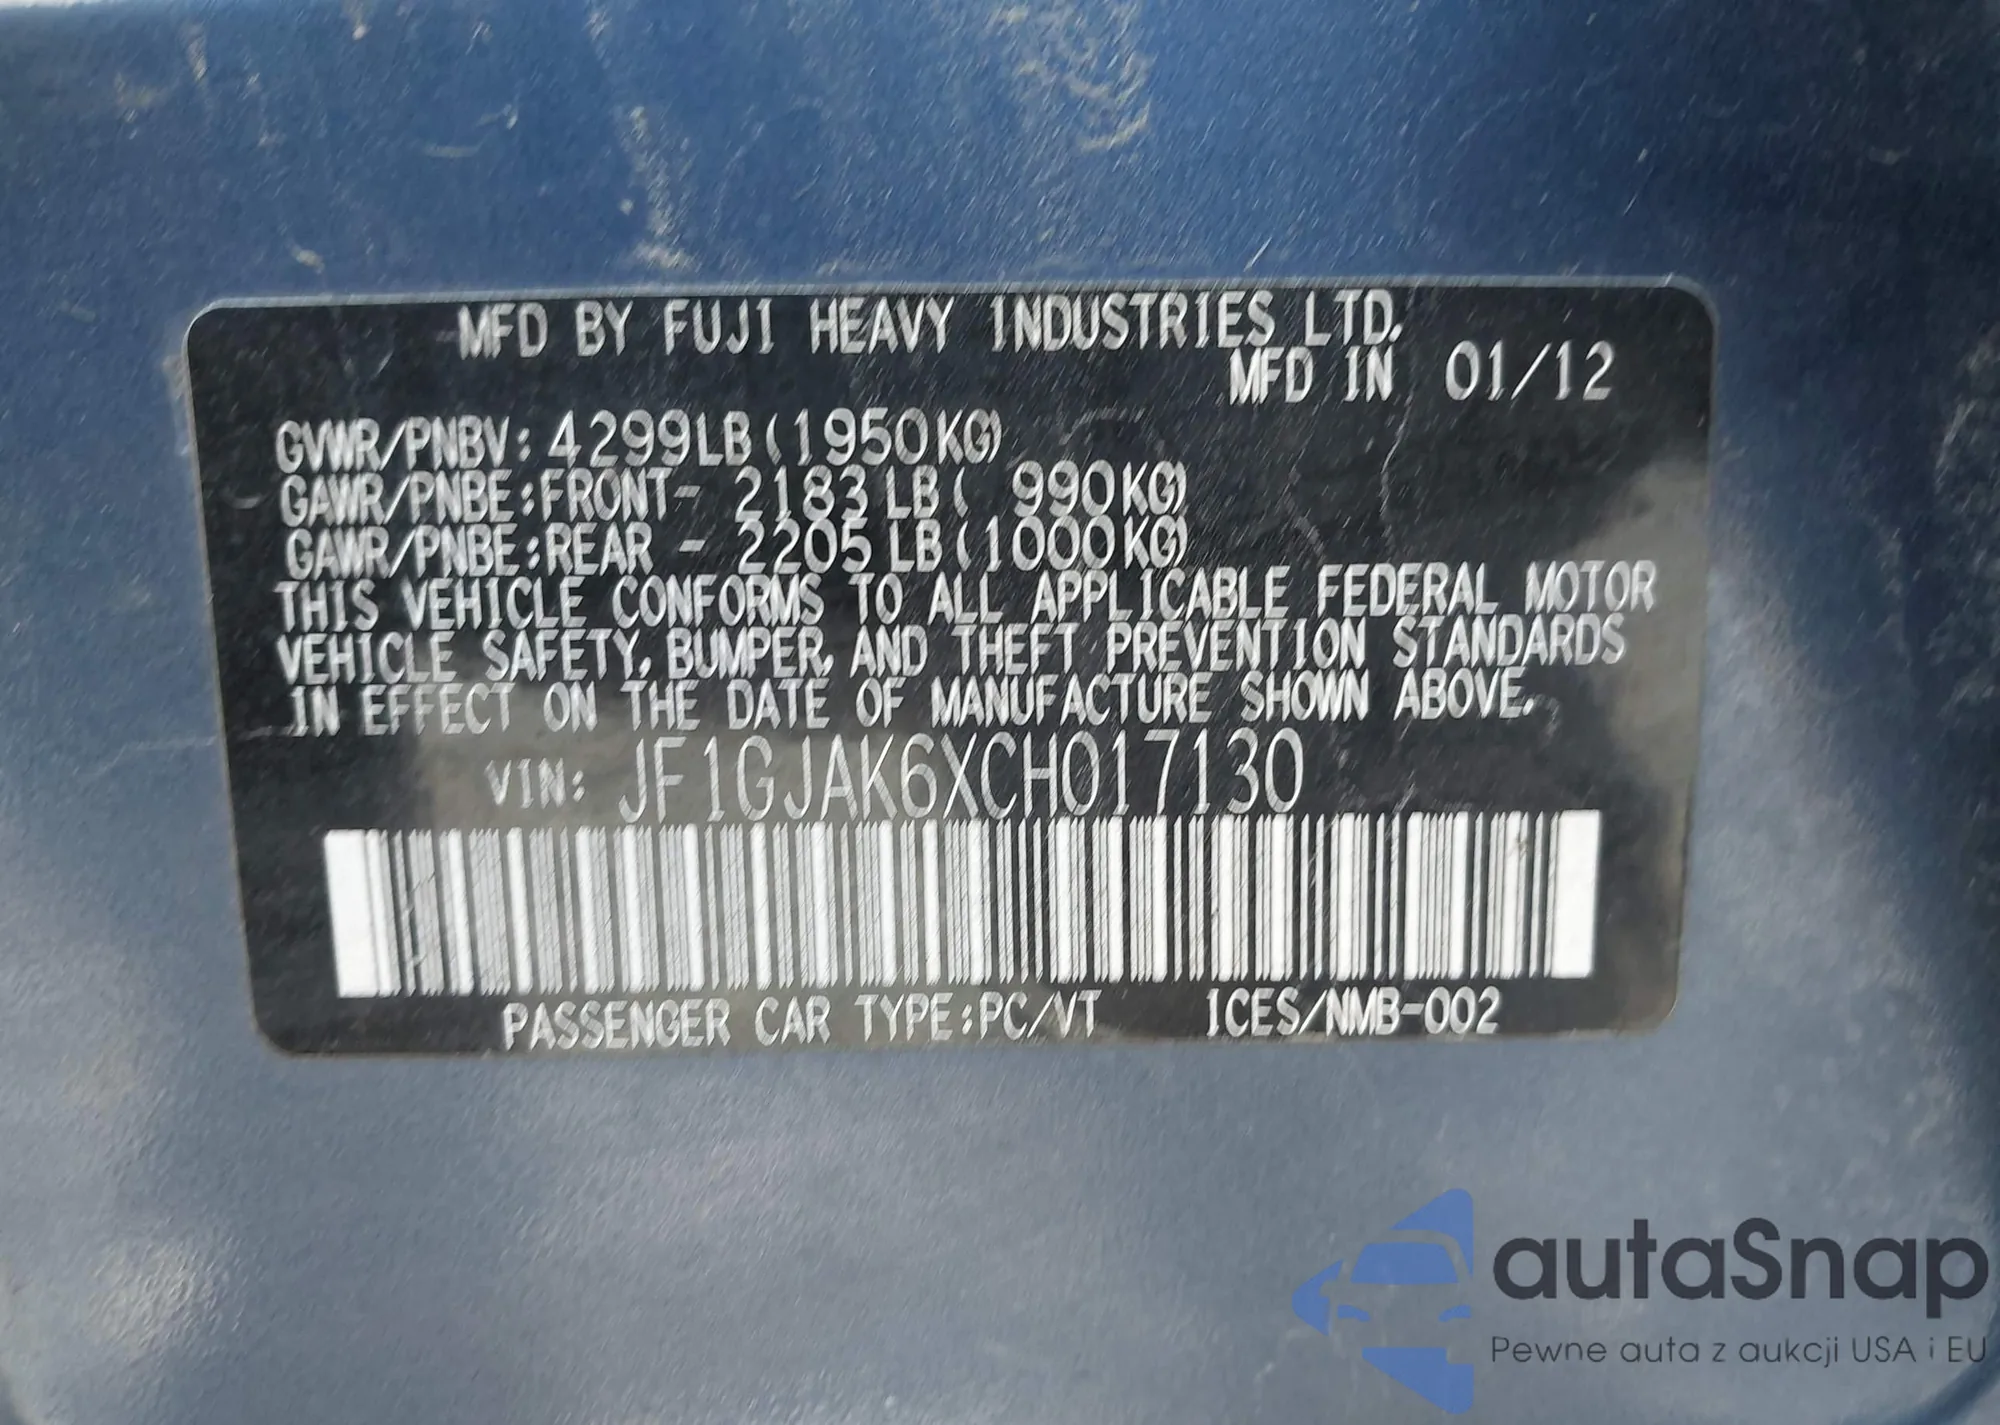 MFD BY FUJI HEAVY INDUSTRIES LTD.
MFD IN 01/12
GVWR/PNBV: 4299LB(1950KG)
GAWR/PNBE:FRONT- 2183LB( 990KG)
GAWR/PNBE:REAR - 2205LB(1000KG)
THIS VEHICLE CONFORMS TO ALL APPLICABLE FEDERAL MOTOR
VEHICLE SAFETY, BUMPER, AND THEFT PREVENTION STANDARDS
IN EFFECT ON THE DATE OF MANUFACTURE SHOWN ABOVE.
VIN: JF1GJAK6XCH017130
PASSENGER CAR TYPE:PC/VT ICES/NMB-002
autaSnap
Pewne auta z aukcji USA i EU